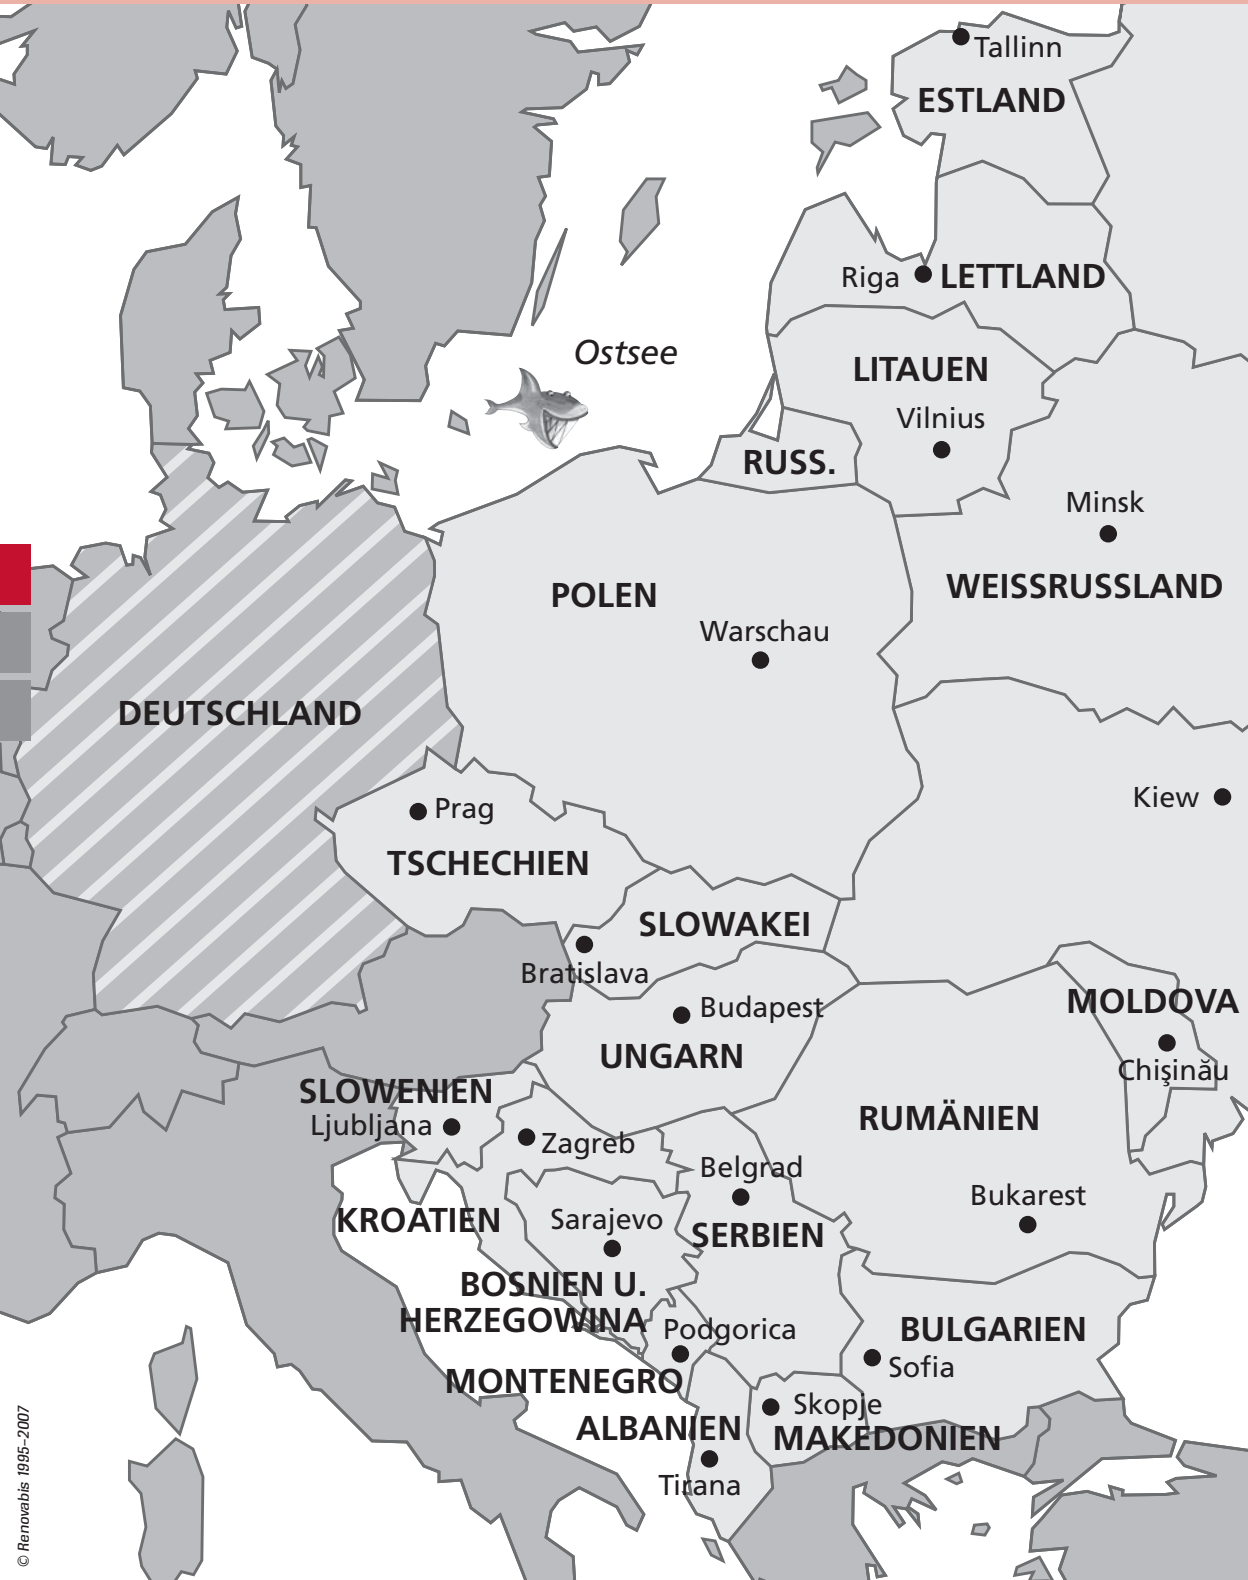 Tallinn
ESTLAND
Riga
LETTLAND
Ostsee
LITAUEN
Vilnius
RUSS.
Minsk
WEISSRUSSLAND
POLEN
Warschau
DEUTSCHLAND
Kiew
Prag
TSCHECHIEN
SLOWAKEI
Bratislava
MOLDOVA
Budapest
Chişinău
UNGARN
SLOWENIEN
Ljubljana
RUMÄNIEN
Zagreb
Belgrad
Bukarest
KROATIEN
Sarajevo
SERBIEN
BOSNIEN U.
HERZEGOWINA
Podgorica
BULGARIEN
Sofia
MONTENEGRO
Skopje
ALBANIEN
MAKEDONIEN
Tirana
© Renovabis 1995–2007